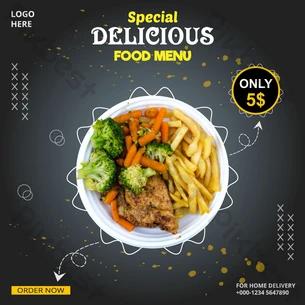 LOGO
HERE
Special
DELICIOUS
FOOD MENU
ONLY
5$
ORDER NOW
FOR HOME DELIVERY
+000-1234 5647890